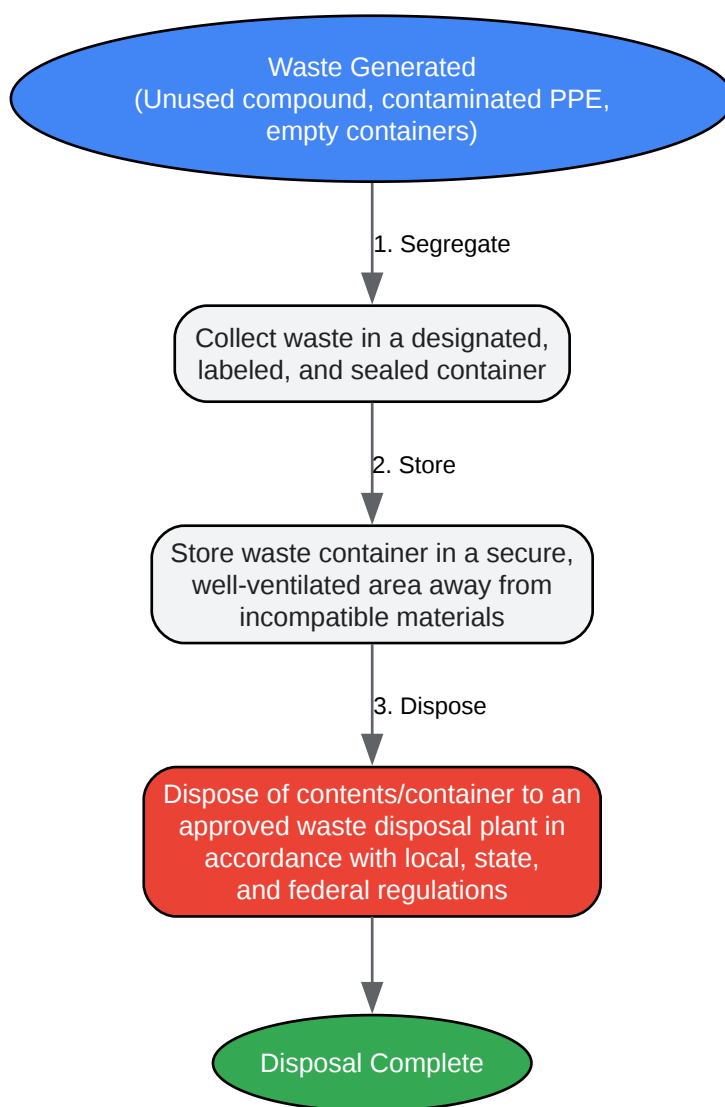 Waste Generated
(Unused compound, contaminated PPE,
empty containers)
1. Segregate
Collect waste in a designated,
labeled, and sealed container
2. Store
Store waste container in a secure,
well-ventilated area away from
incompatible materials
3. Dispose
Dispose of contents/container to an
approved waste disposal plant in
accordance with local, state,
and federal regulations
Disposal Complete